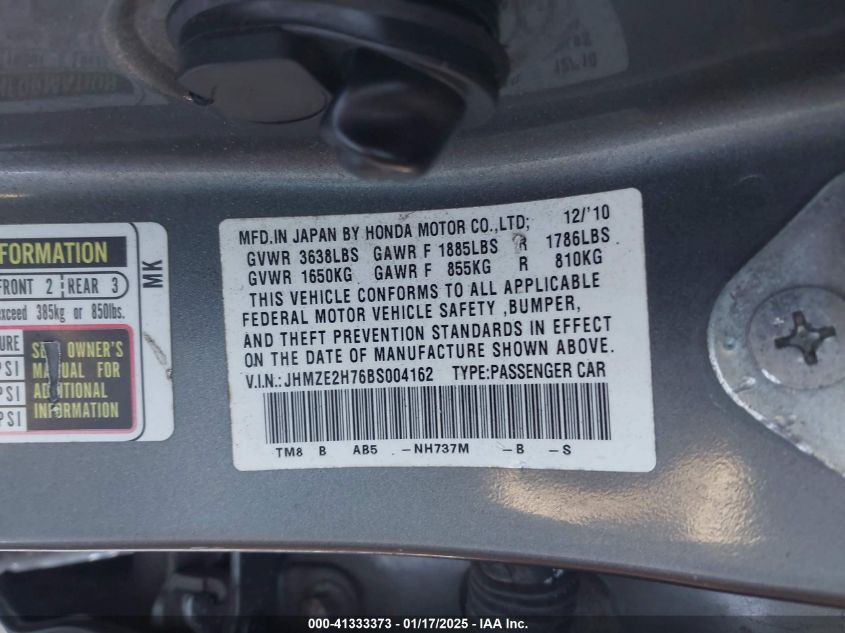 FORMATION
FRONT 2 REAR 3
exceed 385kg or 850lbs.
SEE OWNER'S
MANUAL FOR
ADDITIONAL
INFORMATION
PSI
PSI
MK
MFD.IN JAPAN BY HONDA MOTOR CO.,LTD; 12/'10
GVWR 3638LBS GAWR F 1885LBS R 1786LBS
GVWR 1650KG GAWR F 855KG R 810KG
THIS VEHICLE CONFORMS TO ALL APPLICABLE
FEDERAL MOTOR VEHICLE SAFETY ,BUMPER,
AND THEFT PREVENTION STANDARDS IN EFFECT
ON THE DATE OF MANUFACTURE SHOWN ABOVE.
V.I.N.: JHMZE2H76BS004162 TYPE:PASSENGER CAR
TM8 B AB5 -NH737M -B -S
000-41333373 - 01/17/2025 - IAA Inc.